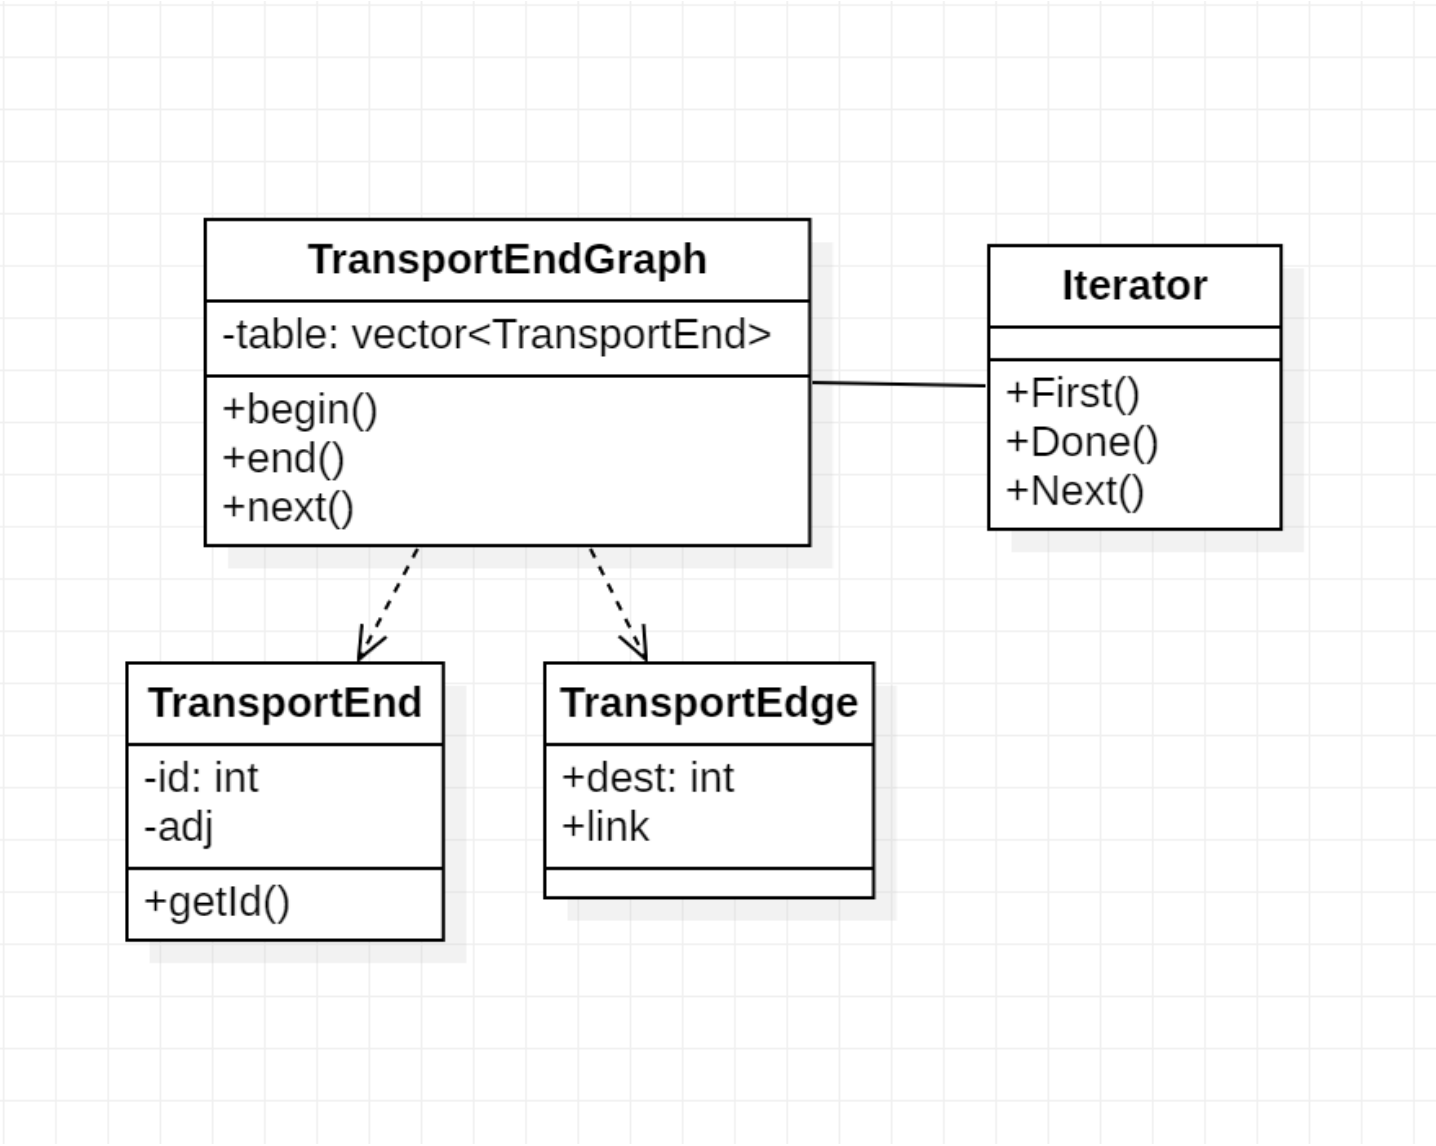 TransportEndGraph
-table: vector<TransportEnd>
+begin()
+end()
+next()
Iterator
+First()
+Done()
+Next()
TransportEnd
-id: int
-adj
+getId()
TransportEdge
+dest: int
+link